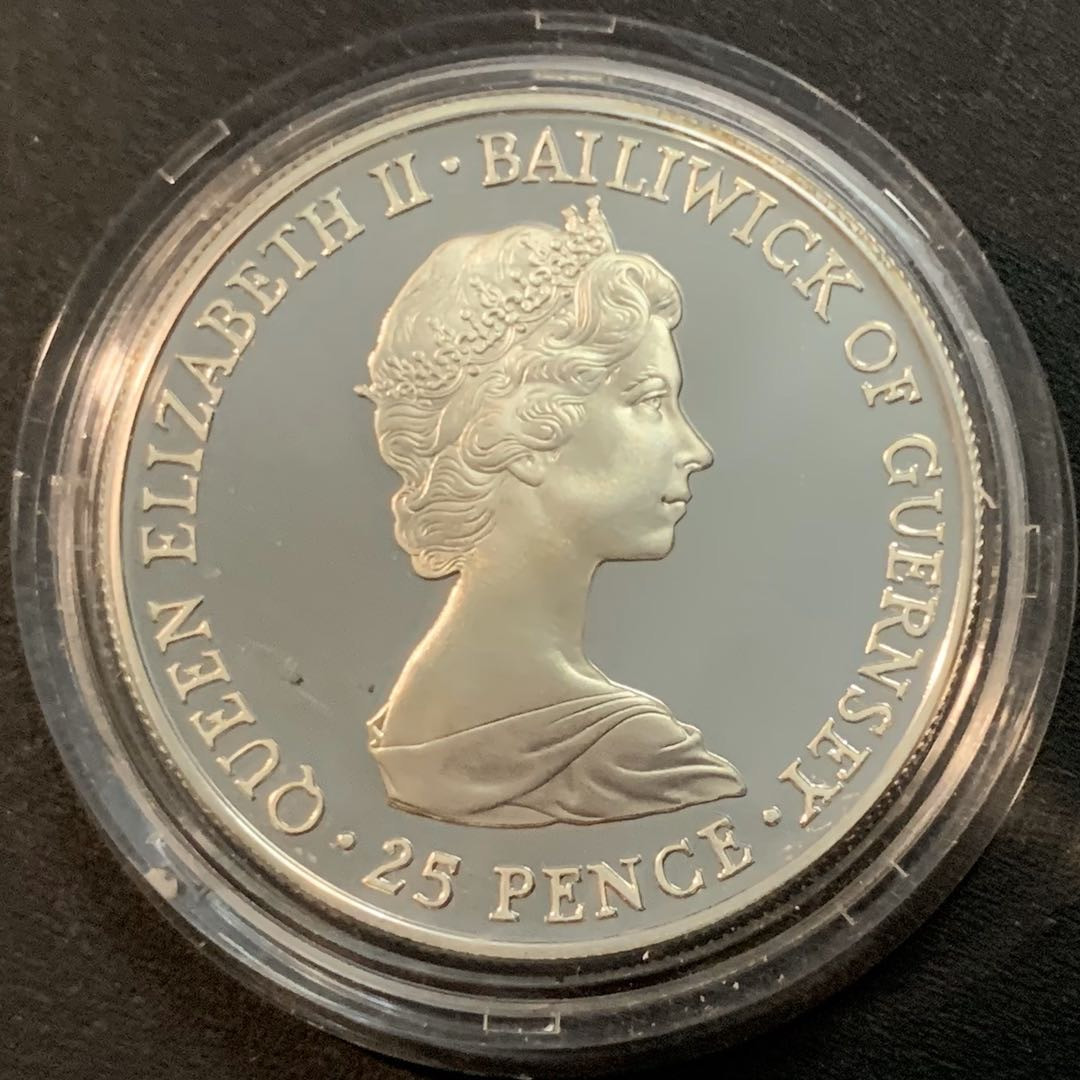 QUEEN ELIZABETH II · BAILIWICK OF GUERNSEY ·
25 PENCE ·